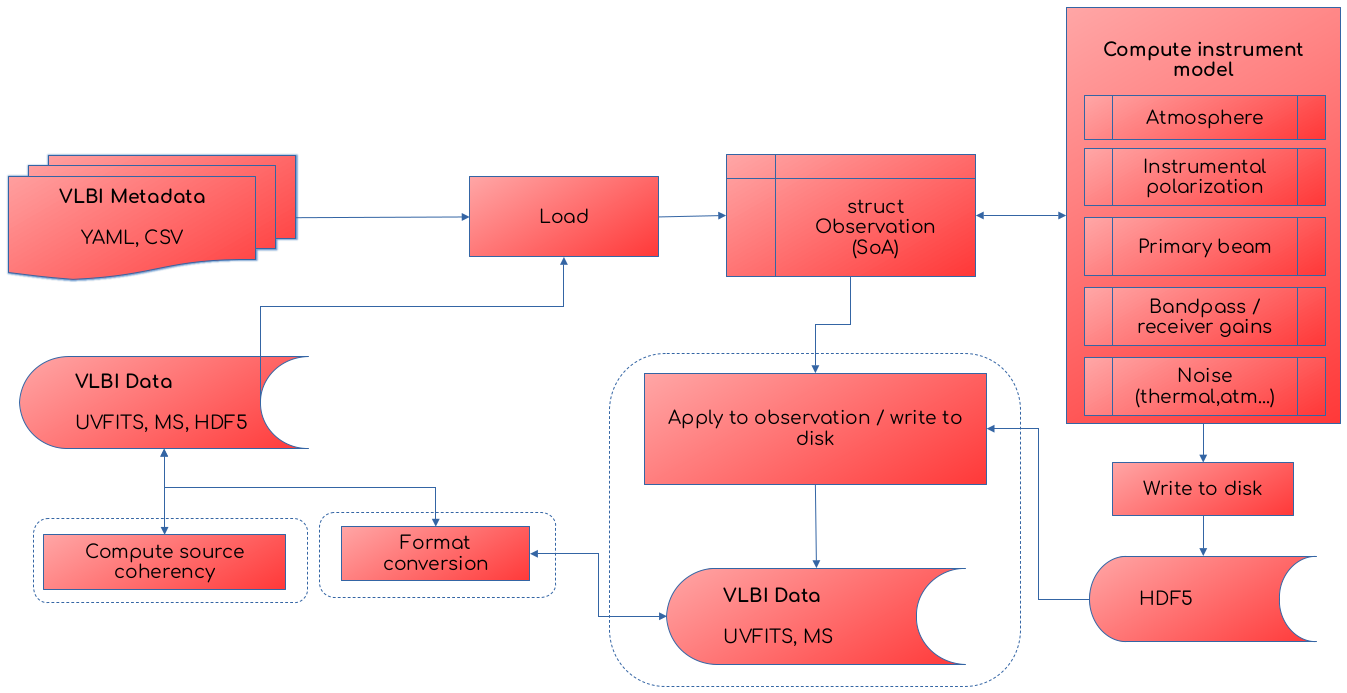 Compute instrument
model
Atmosphere
Instrumental
polarization
Primary beam
Bandpass /
receiver gains
Noise
(thermal,atm...)
VLBI Metadata
YAML, CSV
Load
struct
Observation
(SoA)
VLBI Data
UVFITS, MS, HDF5
Apply to observation / write to
disk
Write to disk
Compute source
coherency
Format
conversion
VLBI Data
UVFITS, MS
HDF5